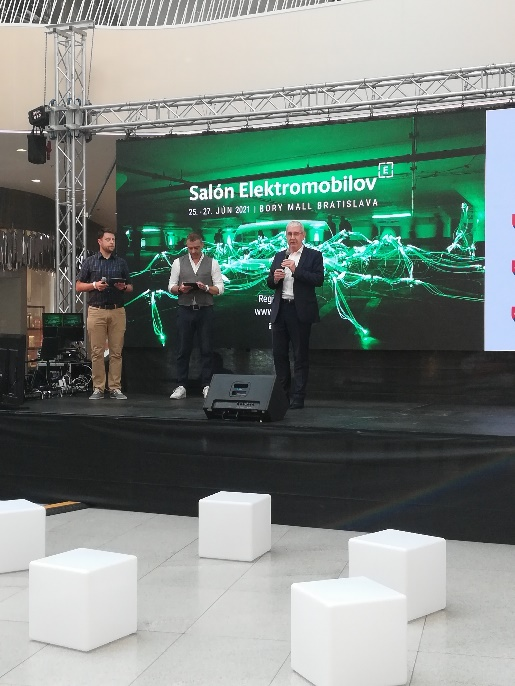 Salón Elektromobilov E
25. - 27. JÚN 2021 | BORY MALL BRATISLAVA